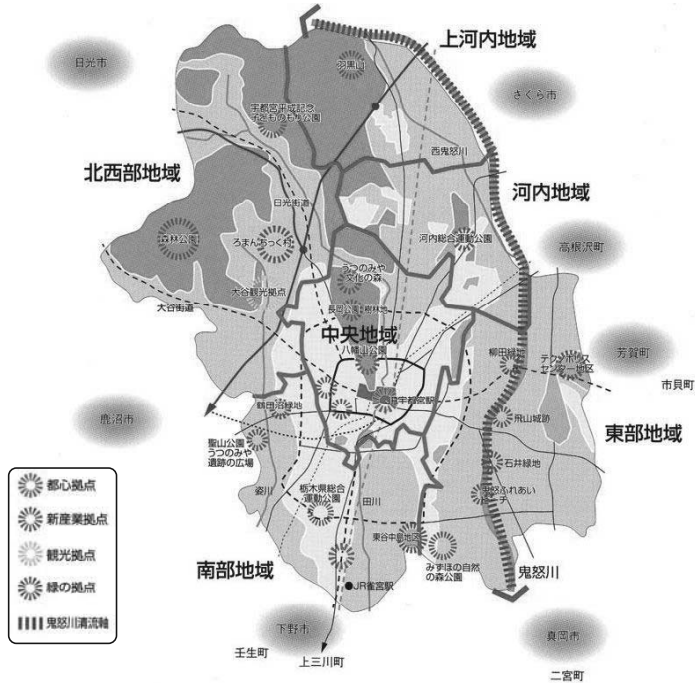 上河内地域
日光市
羽黒山
さくら市
宇都宮平成記念
子どものもり公園
西鬼怒川
北西部地域
河内地域
日光街道
森林公園
ろまんちっく村
河内総合運動公園
高根沢町
うつのみや
文化の森
大谷観光拠点
大谷街道
長岡公園・樹林地
中央地域
八幡山公園
柳田緑地
テクノポリス
センター地区
芳賀町
市貝町
JR宇都宮駅
鹿沼市
鶴田沼緑地
飛山城跡
東部地域
聖山公園
うつのみや
遺跡の広場
石井緑地
姿川
栃木県総合
運動公園
田川
鬼怒ふれあい
ビーチ
東谷中島地区
みずほの自然
の森公園
南部地域
JR雀宮駅
鬼怒川
下野市
壬生町
上三川町
真岡市
二宮町
都心拠点
新産業拠点
観光拠点
緑の拠点
鬼怒川清流軸